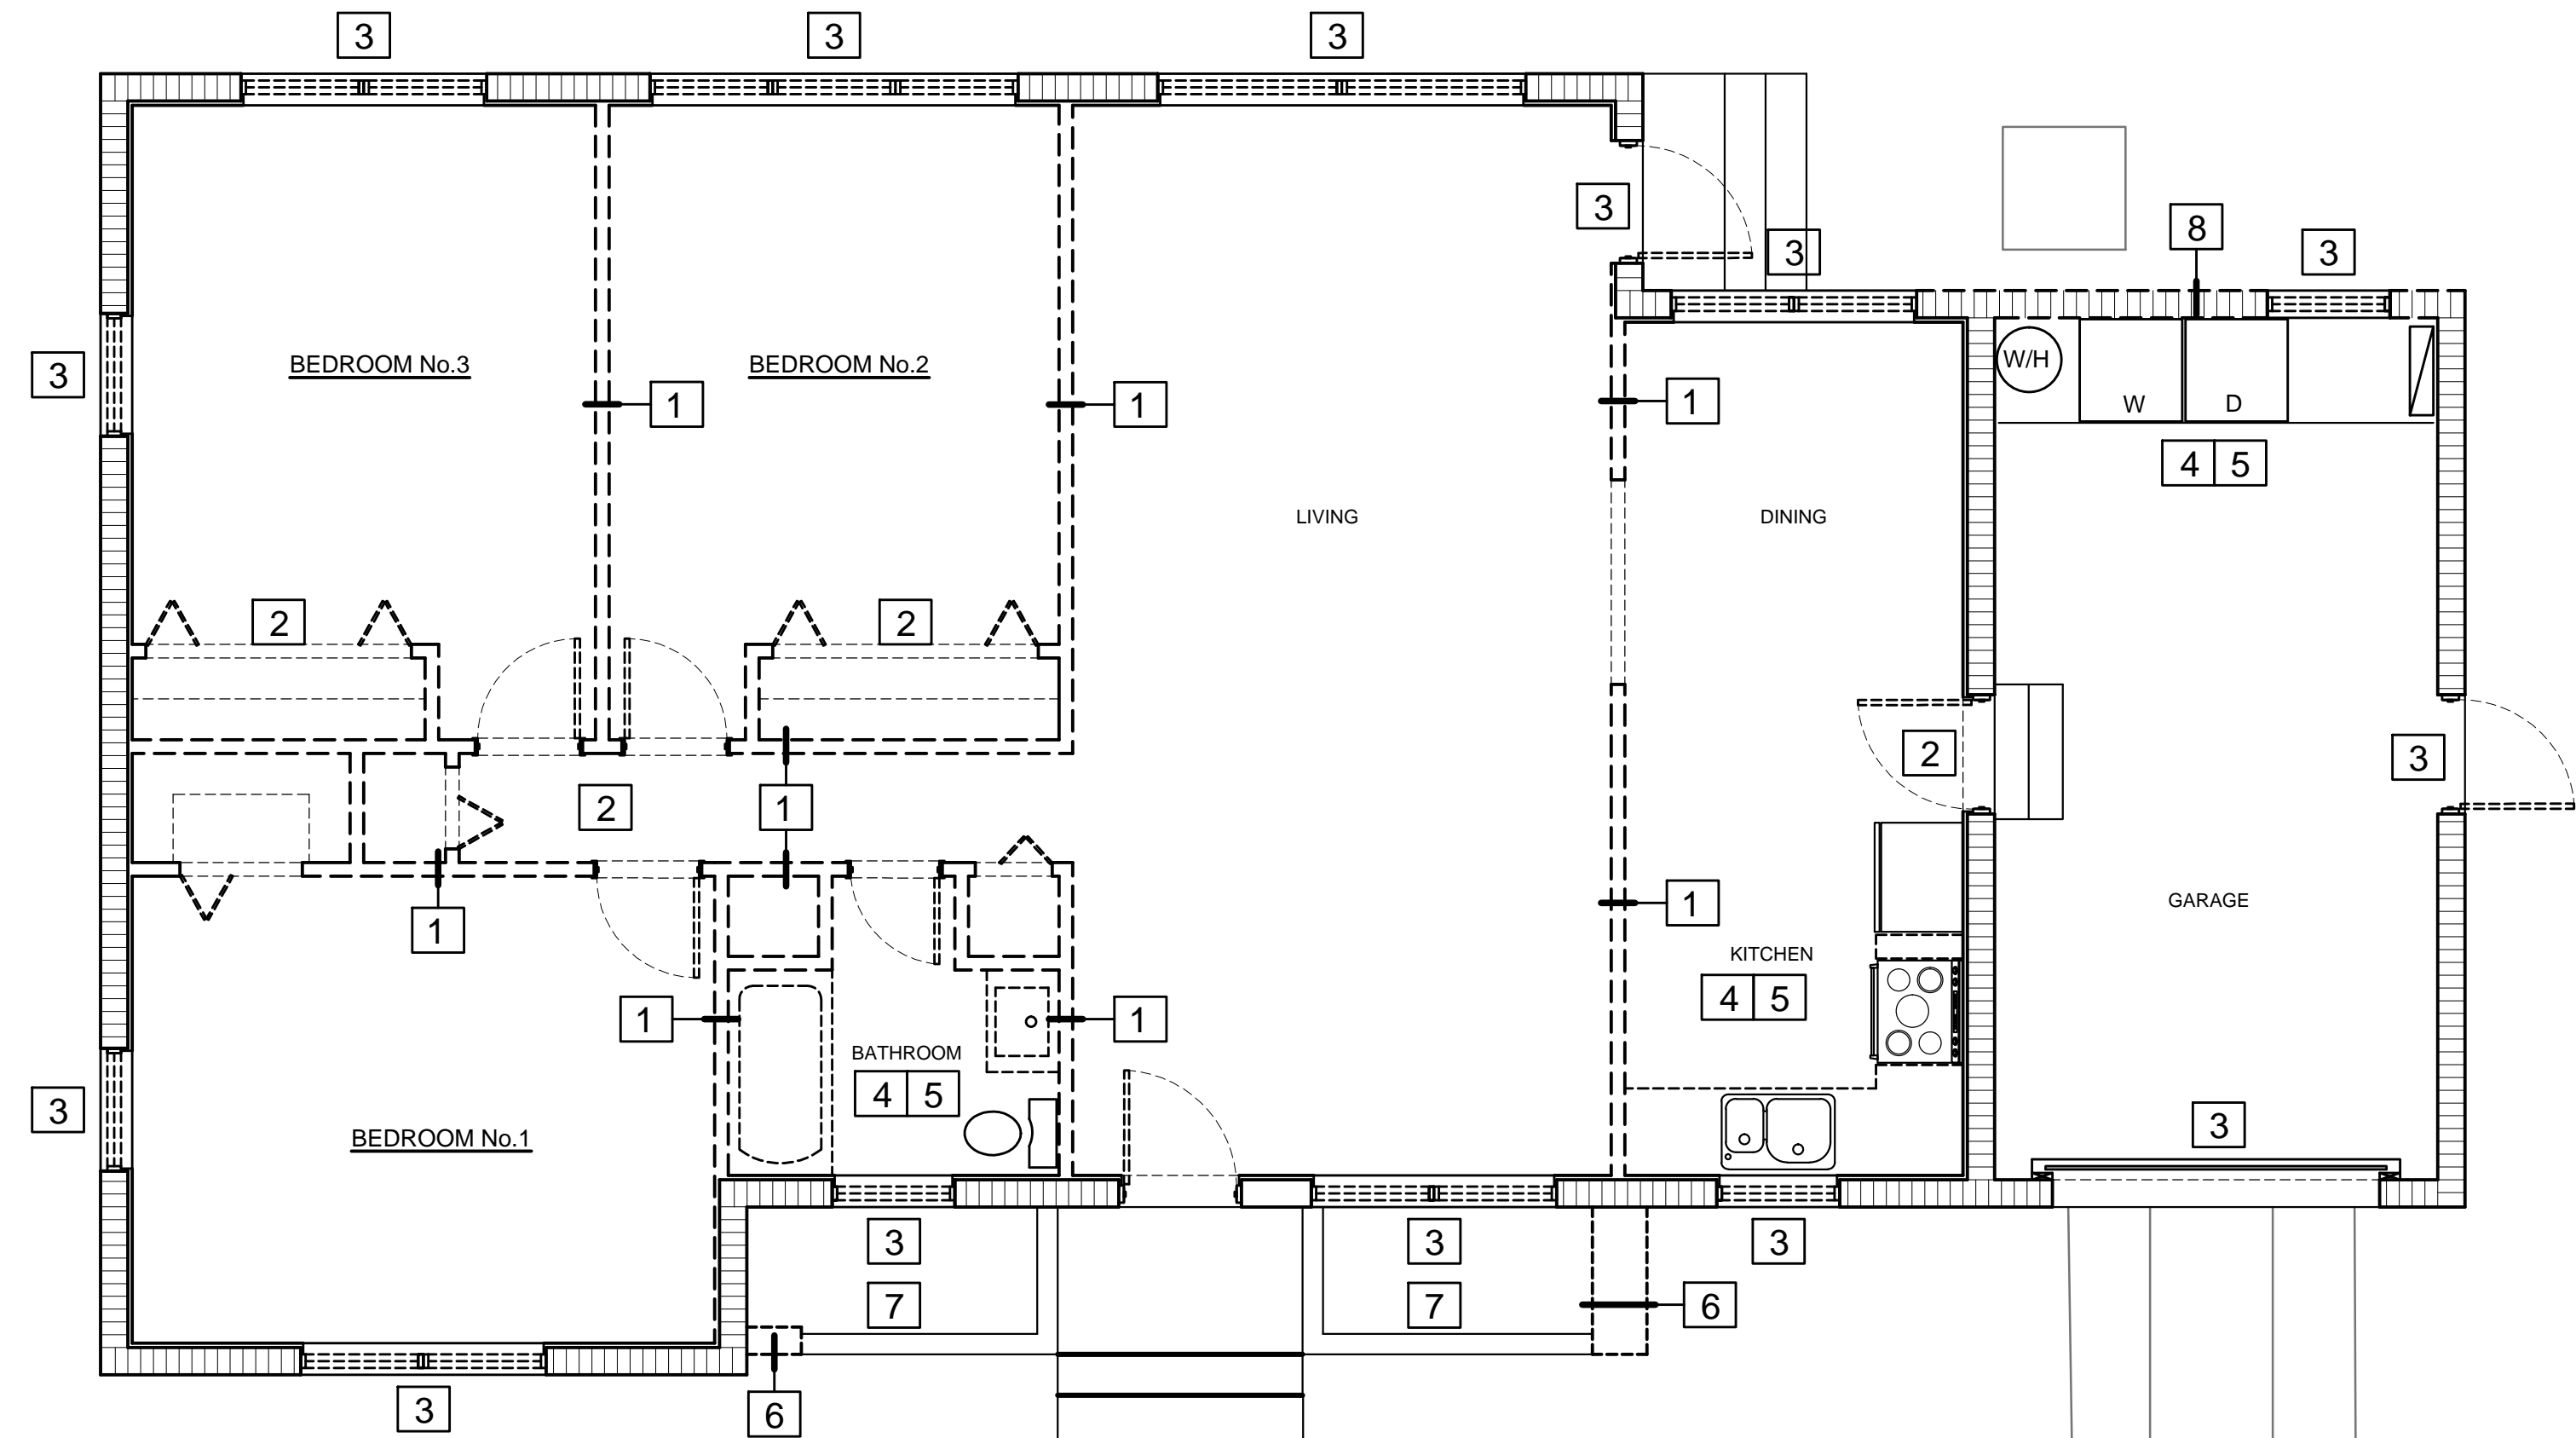 3 3 3
3
8
3 3
BEDROOM No.3 BEDROOM No.2
W/H
3
1 1 1
W D
4 5
LIVING DINING
2 2
2 3
2 1
GARAGE
1 1
KITCHEN
4 5
1 1
BATHROOM
4 5
3
3
BEDROOM No.1
3 3 3
7 7 6
3 6